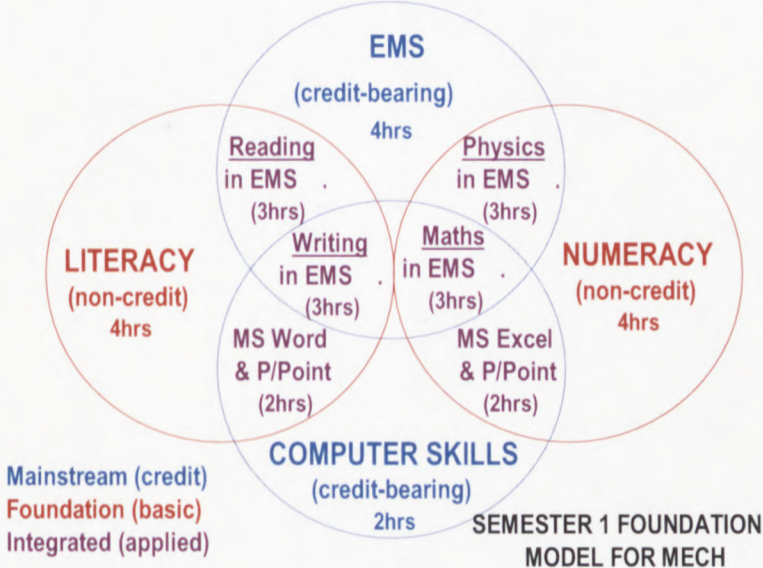 EMS
(credit-bearing)
4hrs
Reading
in EMS .
(3hrs)
Physics
in EMS .
(3hrs)
LITERACY
(non-credit)
4hrs
Writing
in EMS .
(3hrs)
Maths
in EMS .
(3hrs)
NUMERACY
(non-credit)
4hrs
MS Word
& P/Point
(2hrs)
MS Excel
& P/Point
(2hrs)
COMPUTER SKILLS
(credit-bearing)
2hrs
Mainstream (credit)
Foundation (basic)
Integrated (applied)
SEMESTER 1 FOUNDATION
MODEL FOR MECH